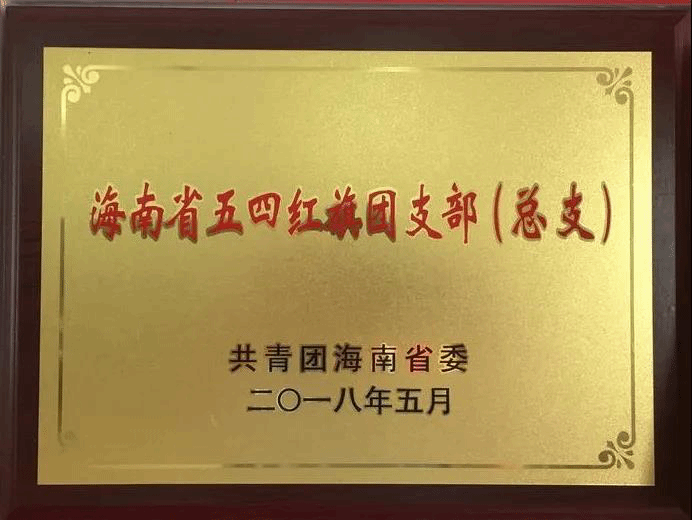 海南省五四红旗团支部（总支）
共青团海南省委
二〇一八年五月